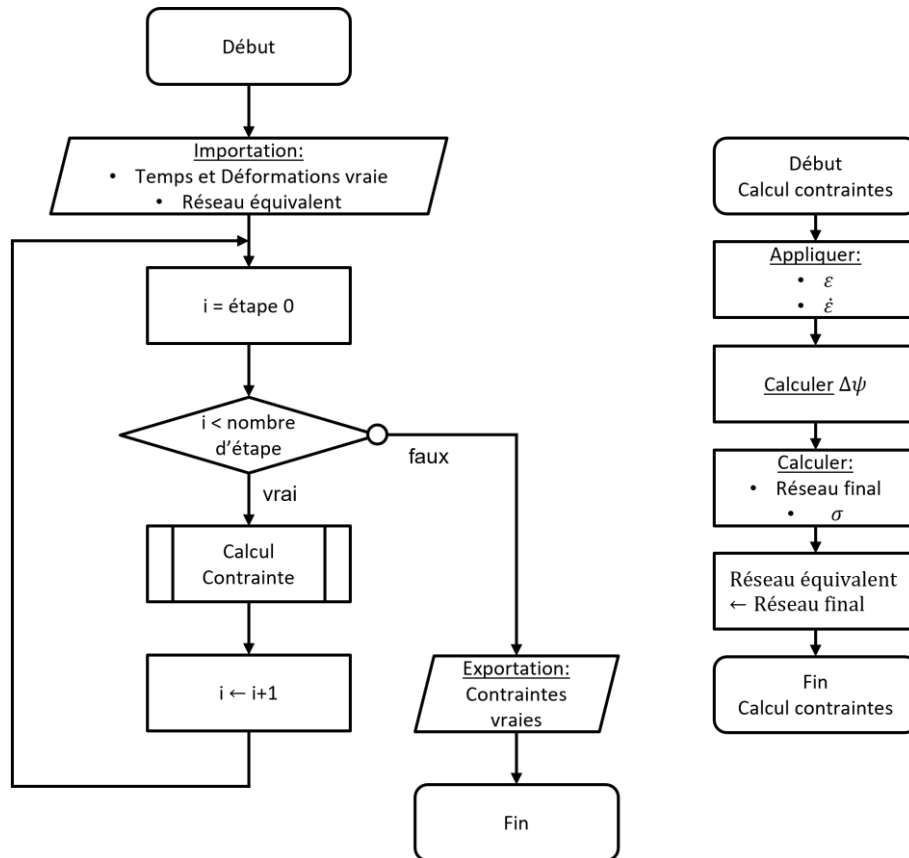 Début
Importation:
• Temps et Déformations vraie
• Réseau équivalent
i = étape 0
i < nombre
d'étape
faux
vrai
Calcul
Contrainte
i ← i+1
Exportation:
Contraintes
vraies
Fin
Début
Calcul contraintes
Appliquer:
• ε
• ε̇
Calculer Δψ
Calculer:
• Réseau final
• σ
Réseau équivalent
← Réseau final
Fin
Calcul contraintes